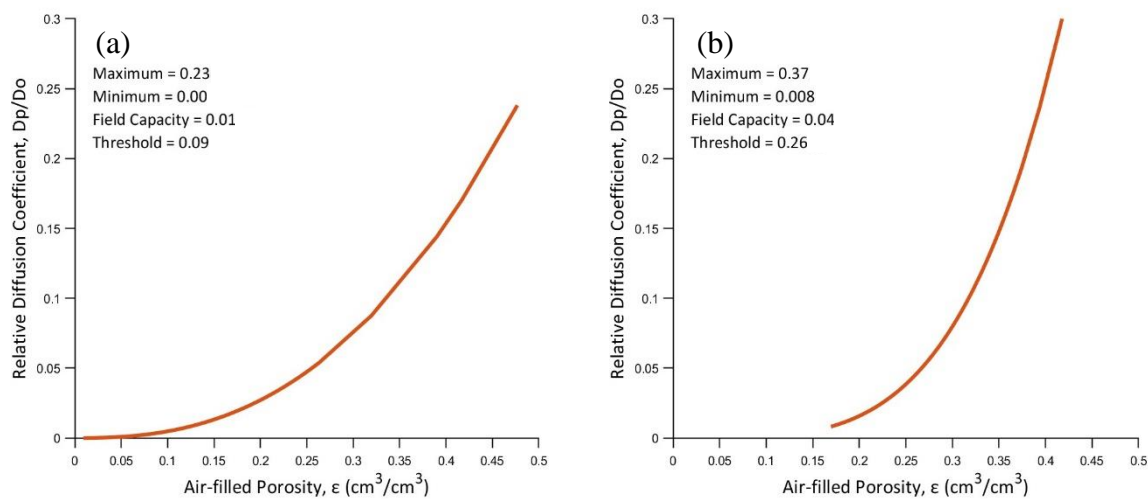 (a)
Maximum = 0.23
Minimum = 0.00
Field Capacity = 0.01
Threshold = 0.09
Relative Diffusion Coefficient, Dp/Do
0.3
0.25
0.2
0.15
0.1
0.05
0
0 0.05 0.1 0.15 0.2 0.25 0.3 0.35 0.4 0.45 0.5
Air-filled Porosity, ε (cm³/cm³)
(b)
Maximum = 0.37
Minimum = 0.008
Field Capacity = 0.04
Threshold = 0.26
Relative Diffusion Coefficient, Dp/Do
0.3
0.25
0.2
0.15
0.1
0.05
0
0 0.05 0.1 0.15 0.2 0.25 0.3 0.35 0.4 0.45 0.5
Air-filled Porosity, ε (cm³/cm³)